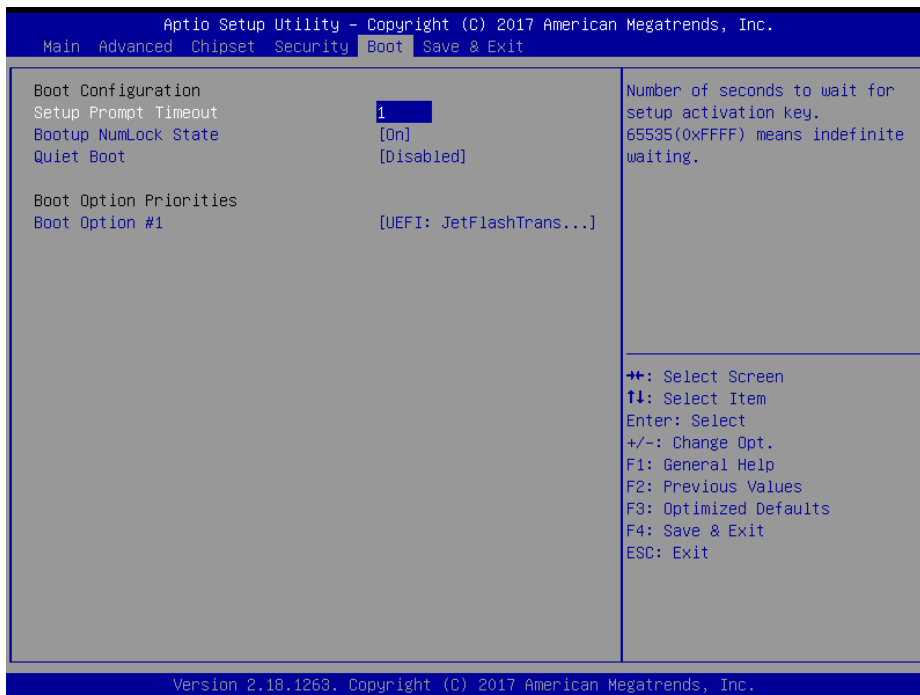 Aptio Setup Utility – Copyright (C) 2017 American Megatrends, Inc.
Main Advanced Chipset Security Boot Save & Exit
Boot Configuration
Setup Prompt Timeout 1
Bootup NumLock State [On]
Quiet Boot [Disabled]
Boot Option Priorities
Boot Option #1 [UEFI: JetFlashTrans...]
Number of seconds to wait for
setup activation key.
65535(0xFFFF) means indefinite
waiting.
→←: Select Screen
↑↓: Select Item
Enter: Select
+/-: Change Opt.
F1: General Help
F2: Previous Values
F3: Optimized Defaults
F4: Save & Exit
ESC: Exit
Version 2.18.1263. Copyright (C) 2017 American Megatrends, Inc.